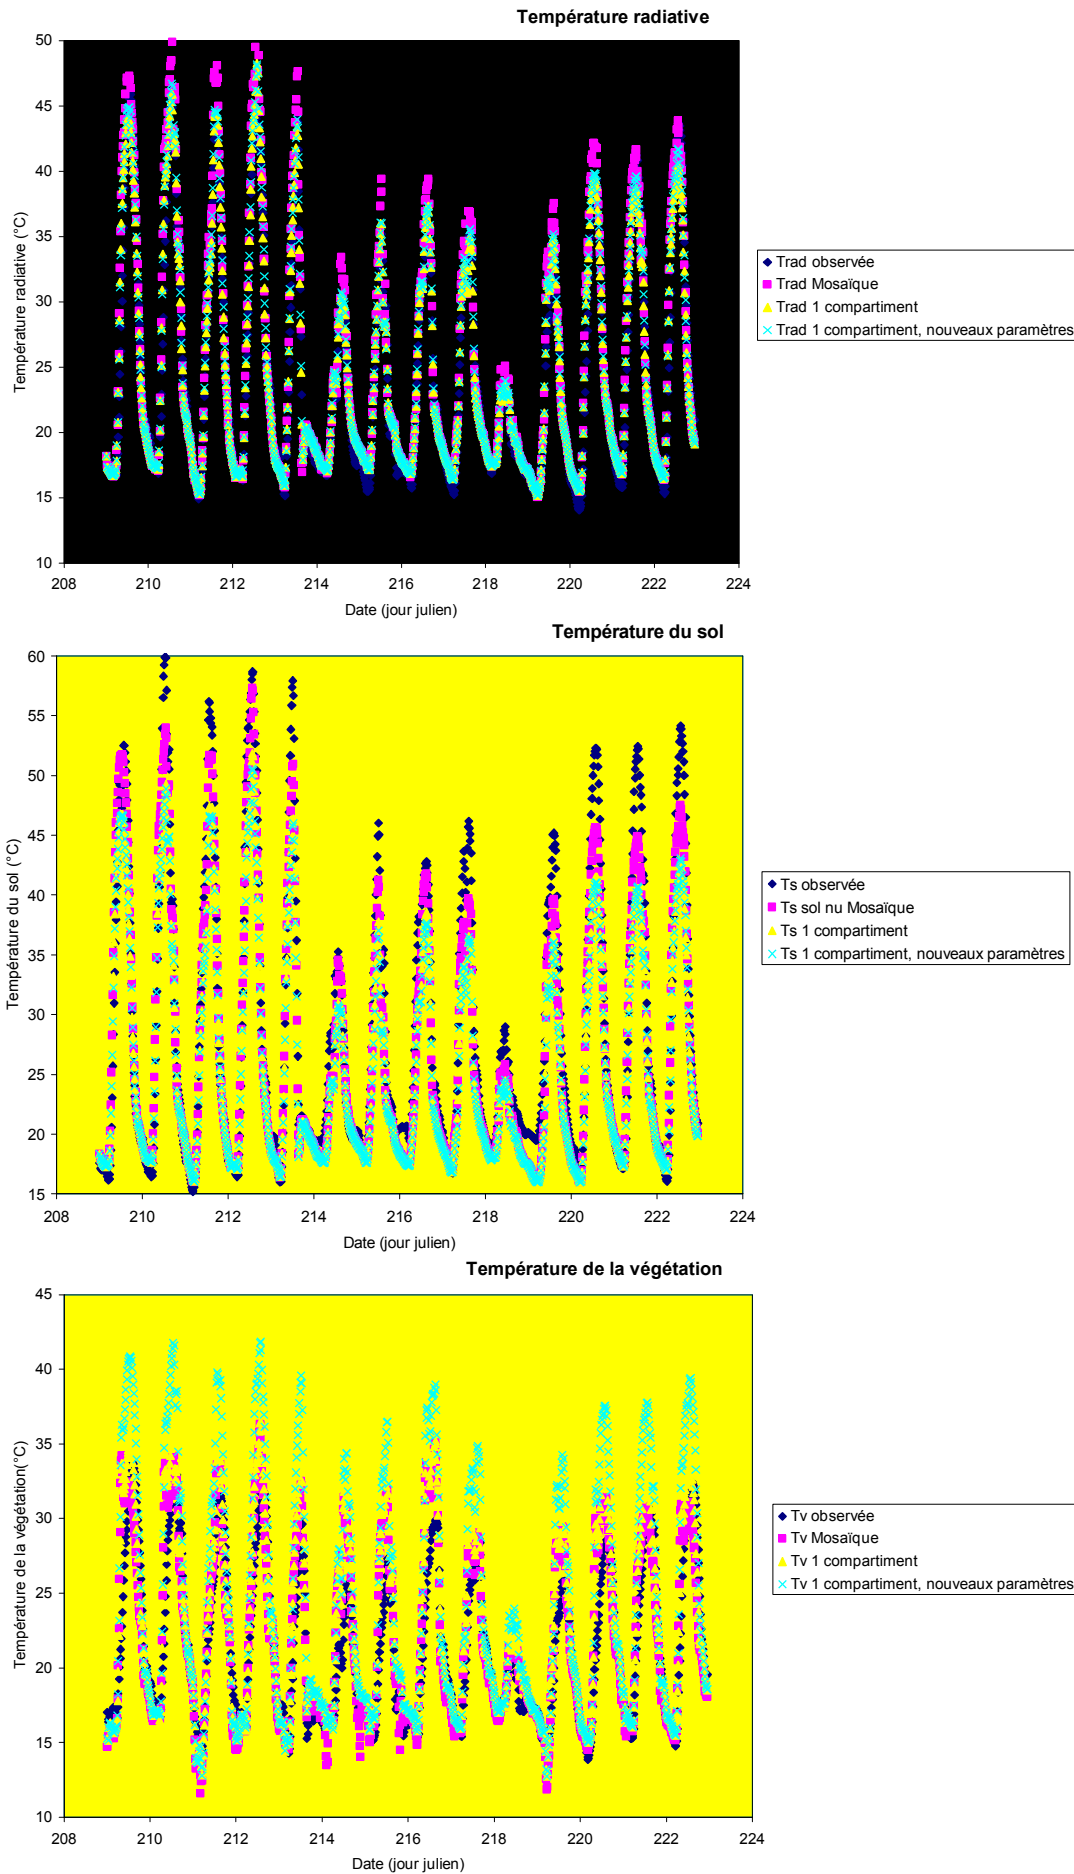 Température radiative
50
45
40
35
30
25
20
15
10
Température radiative (°C)
208 210 212 214 216 218 220 222 224
Date (jour julien)
Trad observée
Trad Mosaïque
Trad 1 compartiment
Trad 1 compartiment, nouveaux paramètres
Température du sol
60
55
50
45
40
35
30
25
20
15
Température du sol (°C)
208 210 212 214 216 218 220 222 224
Date (jour julien)
Ts observée
Ts sol nu Mosaïque
Ts 1 compartiment
Ts 1 compartiment, nouveaux paramètres
Température de la végétation
45
40
35
30
25
20
15
10
Température de la végétation(°C)
208 210 212 214 216 218 220 222 224
Date (jour julien)
Tv observée
Tv Mosaïque
Tv 1 compartiment
Tv 1 compartiment, nouveaux paramètres